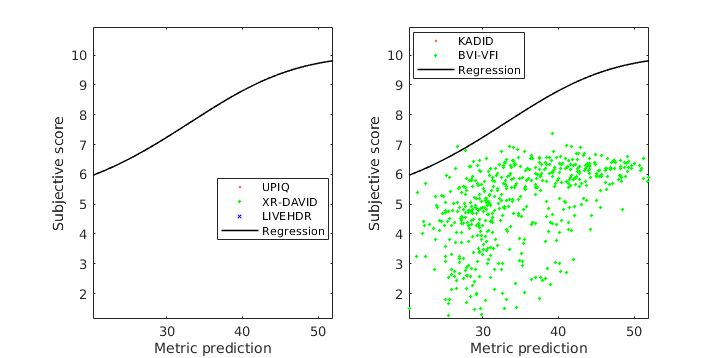 10
9
8
7
6
5
4
3
2
Subjective score
30
40
50
Metric prediction
UPIQ
XR-DAVID
LIVEHDR
Regression
10
9
8
7
6
5
4
3
2
Subjective score
30
40
50
Metric prediction
KADID
BVI-VFI
Regression